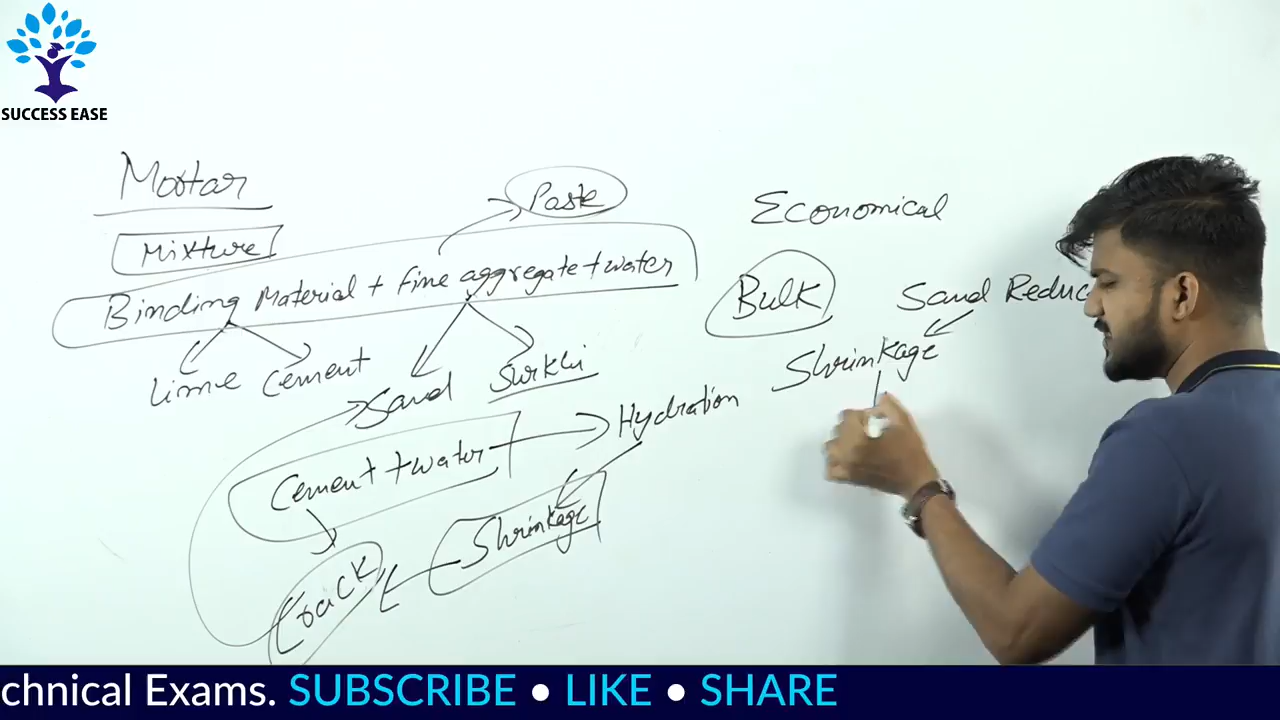 SUCCESS EASE
Mortar
Mixture
Paste
Binding Material + fine aggregate + water
lime Cement Sand Surkhi
Cement + water
Hydration
Shrinkage
Crack
Economical
Bulk
Sand Reduc
Shrinkage
chnical Exams. SUBSCRIBE • LIKE • SHARE